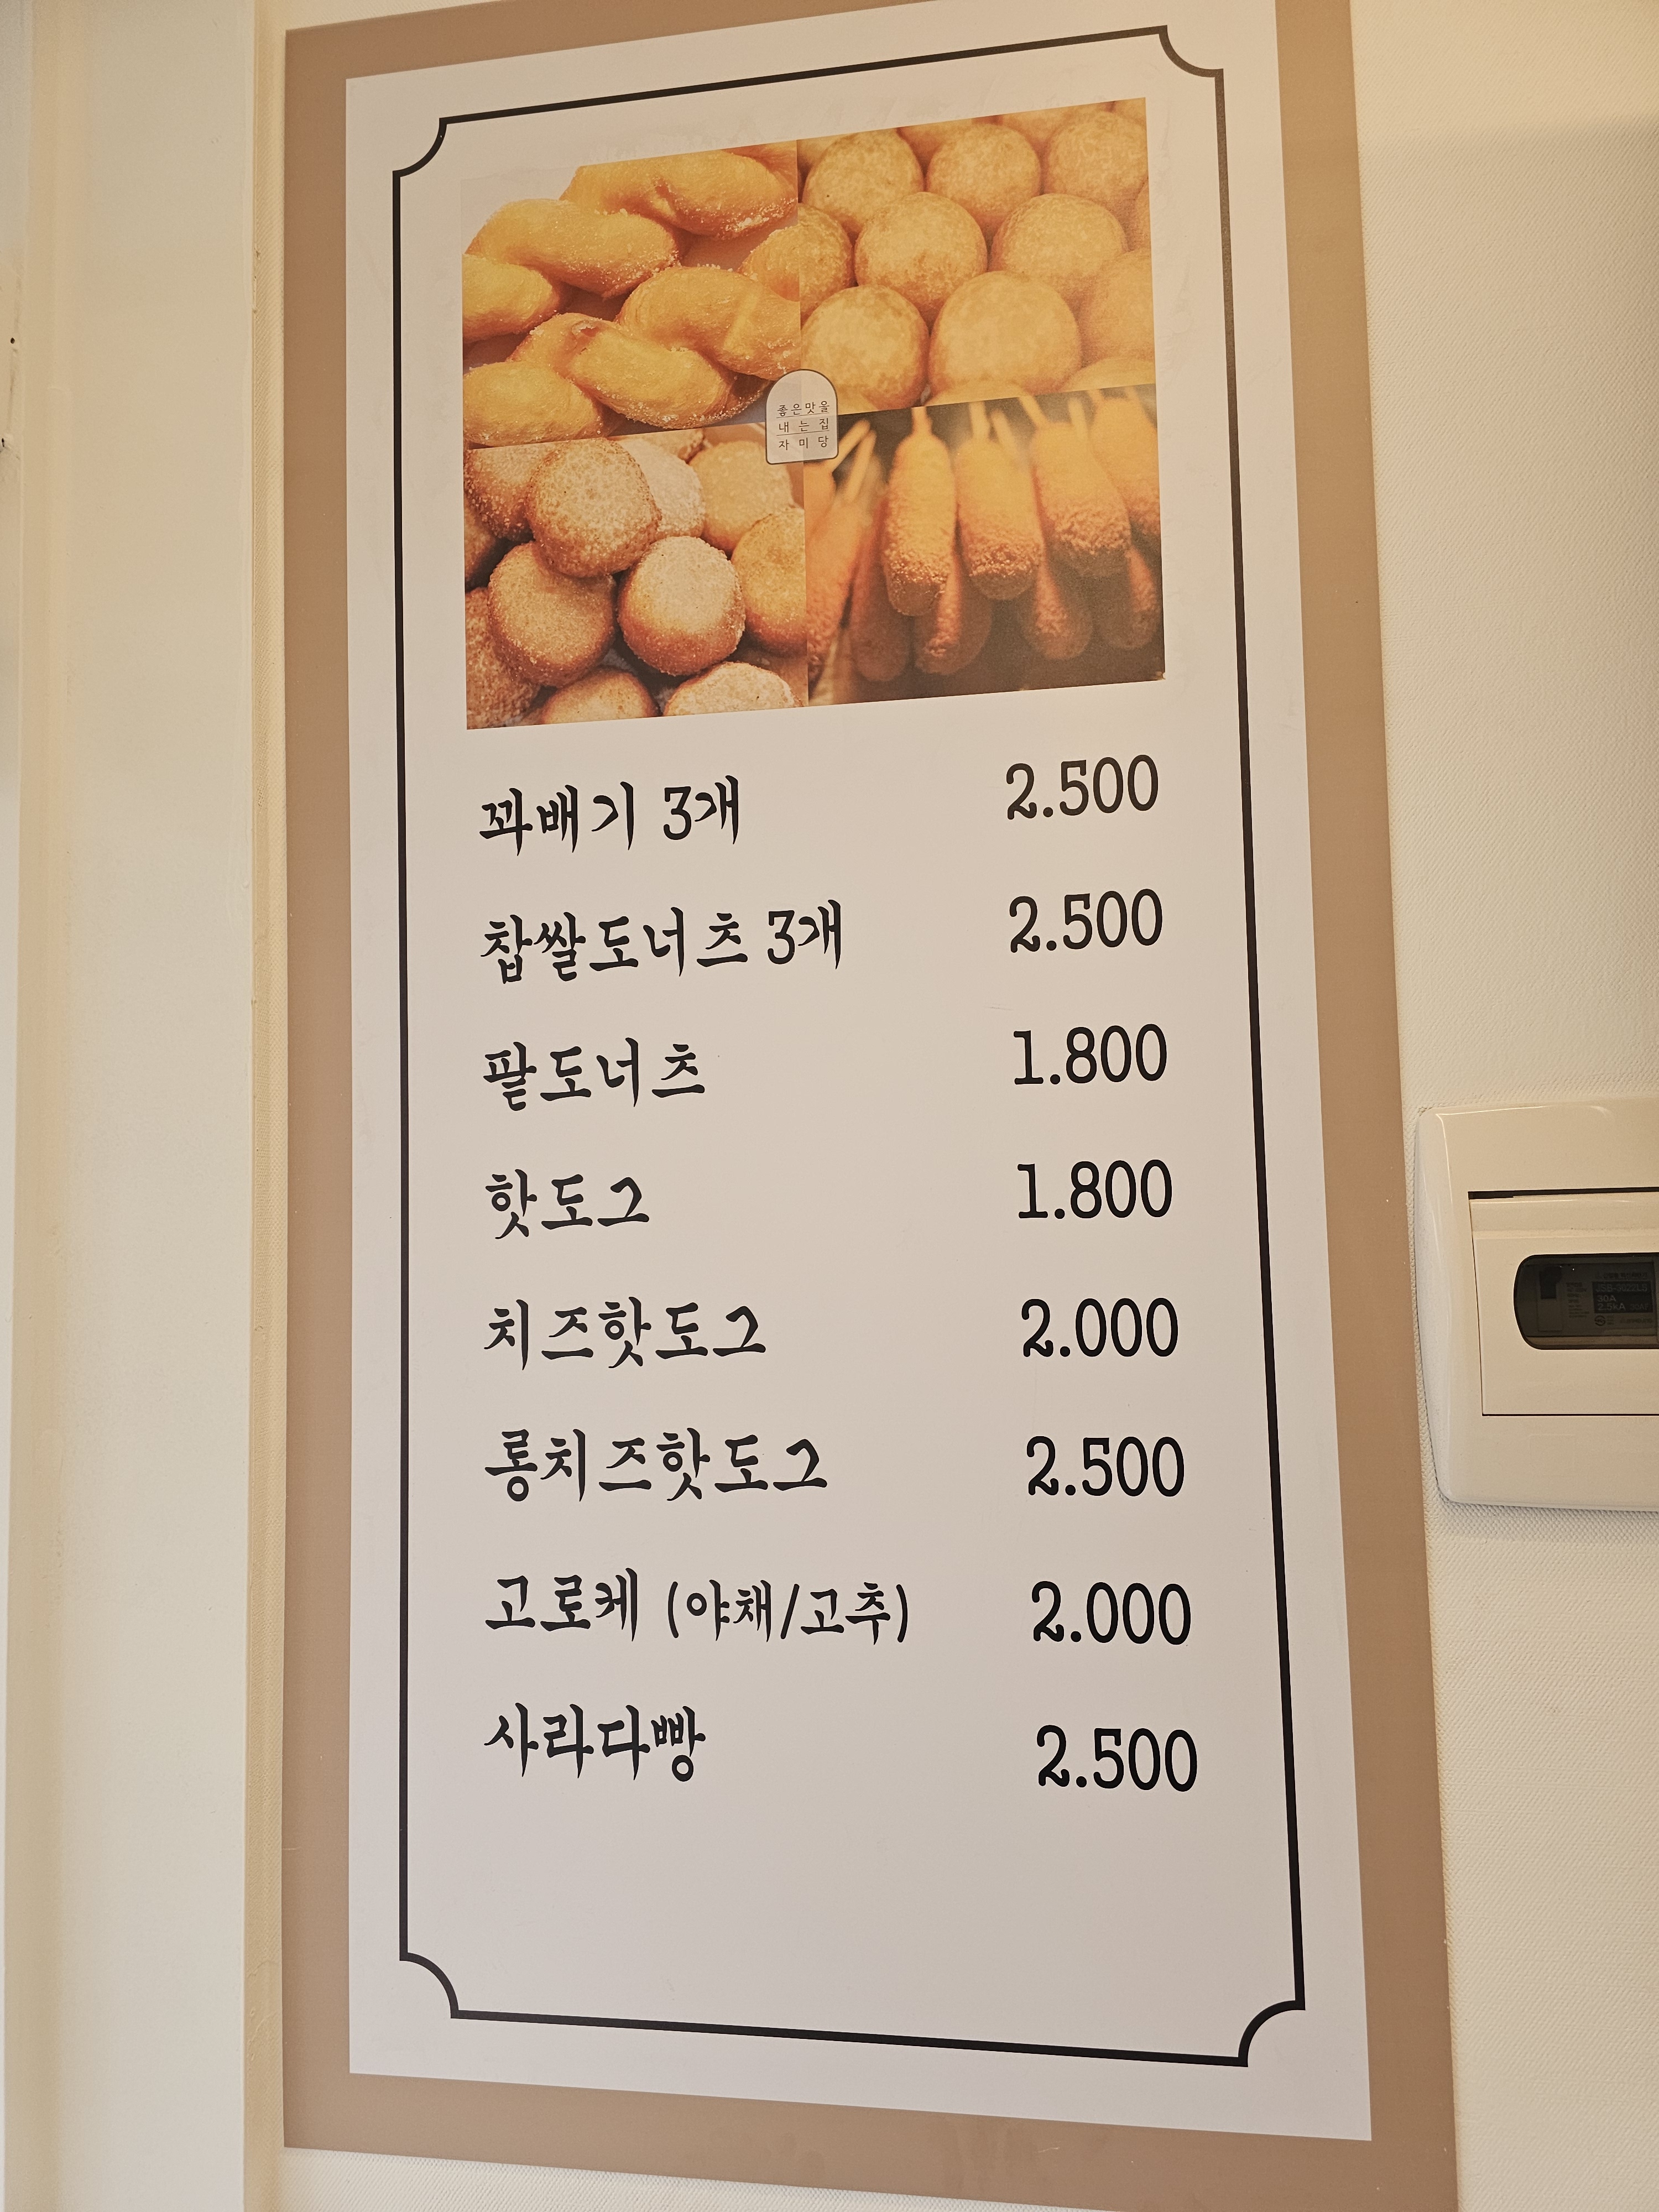 좋은맛을
내는집
자미당
꽈배기 3개 2.500
찹쌀도너츠 3개 2.500
팥도너츠 1.800
핫도그 1.800
치즈핫도그 2.000
롱치즈핫도그 2.500
고로케 (야채/고추) 2.000
사라다빵 2.500
30A
2.5kA